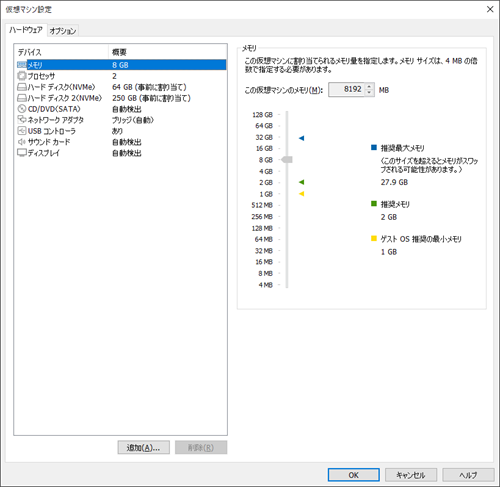 仮想マシン設定
ハードウェア オプション
デバイス 概要
メモリ 8 GB
プロセッサ 2
ハード ディスク(NVMe) 64 GB (事前に割り当て)
ハード ディスク 2(NVMe) 250 GB (事前に割り当て)
CD/DVD(SATA) 自動検出
ネットワーク アダプタ ブリッジ (自動)
USB コントローラ あり
サウンド カード 自動検出
ディスプレイ 自動検出
追加(A)... 削除(R)
メモリ
この仮想マシンに割り当てられるメモリ量を指定します。メモリ サイズは、4 MB の倍
数で指定する必要があります。
この仮想マシンのメモリ(M): 8192 MB
128 GB
64 GB
32 GB
16 GB
8 GB
4 GB
2 GB
1 GB
512 MB
256 MB
128 MB
64 MB
32 MB
16 MB
8 MB
4 MB
推奨最大メモリ
(このサイズを超えるとメモリがスワッ
プされる可能性があります。)
27.9 GB
推奨メモリ
2 GB
ゲスト OS 推奨の最小メモリ
1 GB
OK キャンセル ヘルプ